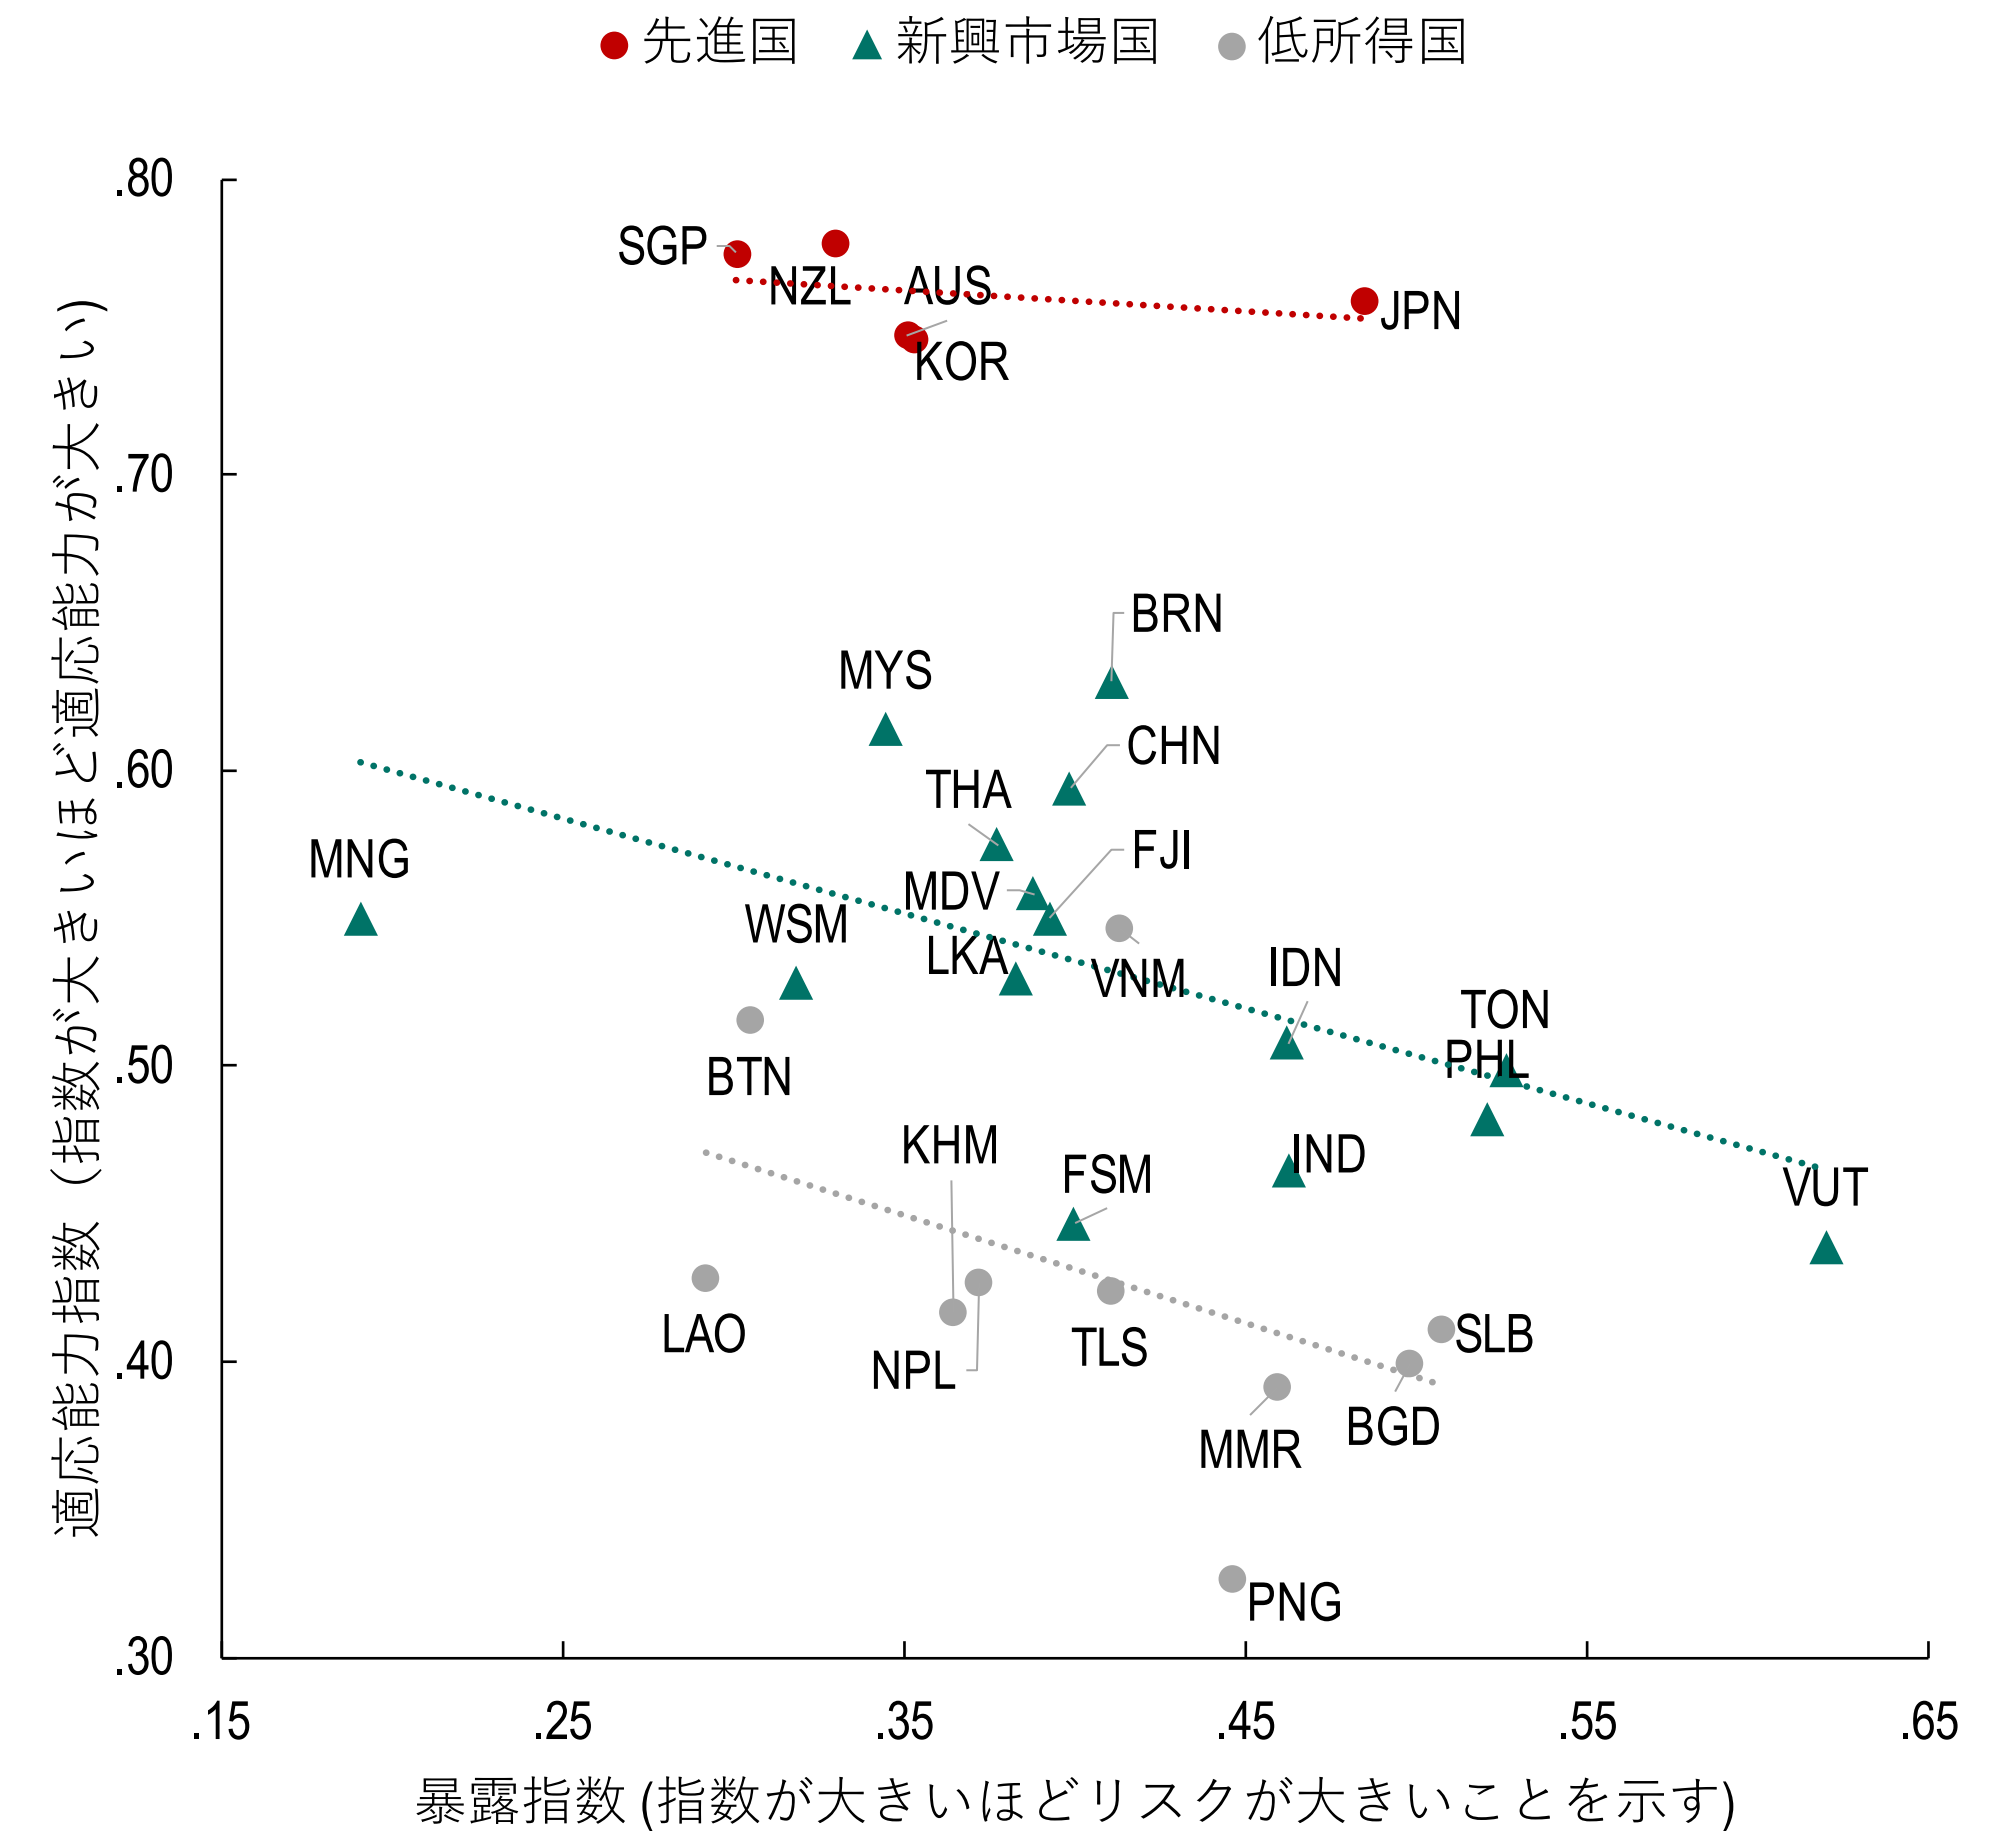 先進国 新興市場国 低所得国
適応能力指数（指数が大きいほど適応能力が大きい)
.80
.70
.60
.50
.40
.30
SGP
NZL
AUS
JPN
KOR
BRN
MYS
CHN
THA
FJI
MNG
MDV
WSM
LKA
VNM
IDN
TON
PHL
BTN
KHM
FSM
IND
VUT
LAO
NPL
TLS
SLB
MMR
BGD
PNG
.15 .25 .35 .45 .55 .65
暴露指数 (指数が大きいほどリスクが大きいことを示す)